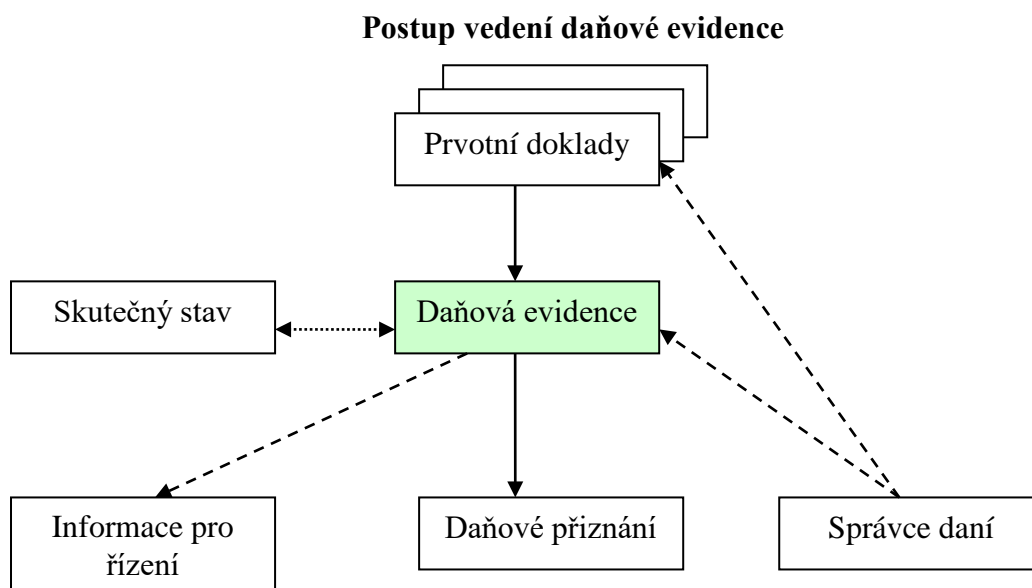 Postup vedení daňové evidence
Prvotní doklady
Skutečný stav
Daňová evidence
Informace pro
řízení
Daňové přiznání
Správce daní